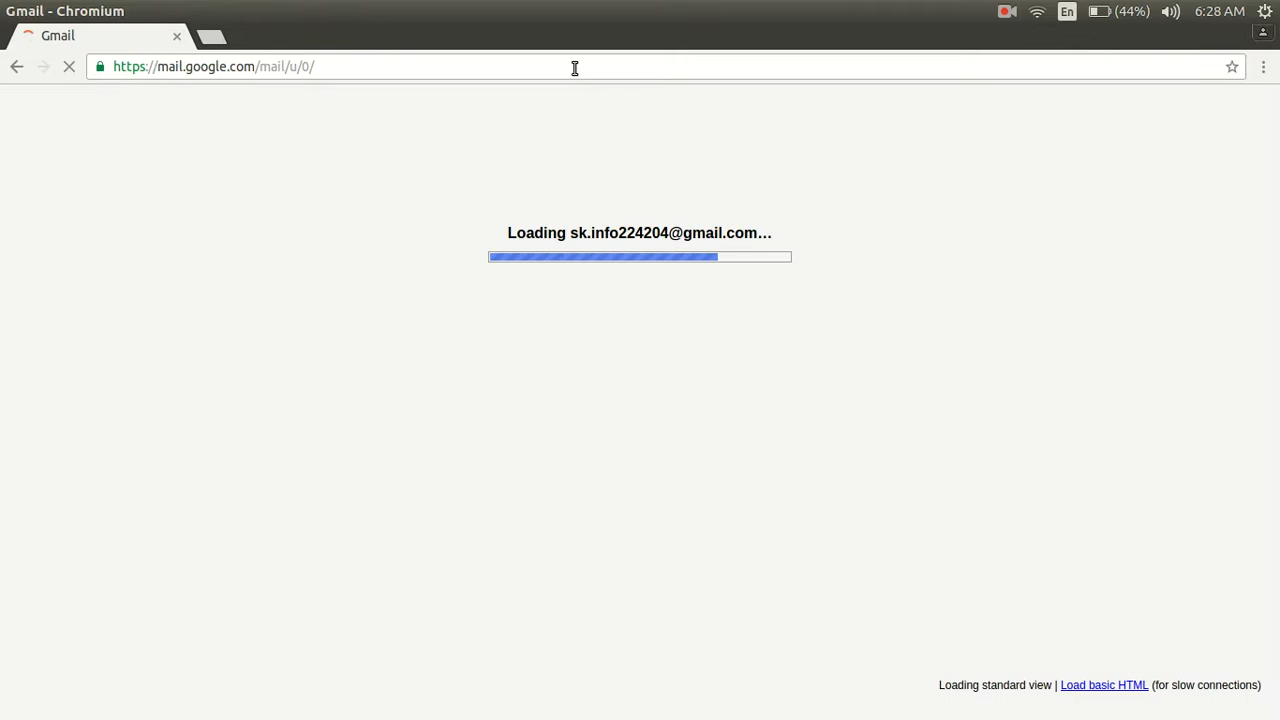 Gmail - Chromium
En
(44%)
6:28 AM
Gmail
https://mail.google.com/mail/u/0/
Loading sk.info224204@gmail.com…
Loading standard view | Load basic HTML (for slow connections)